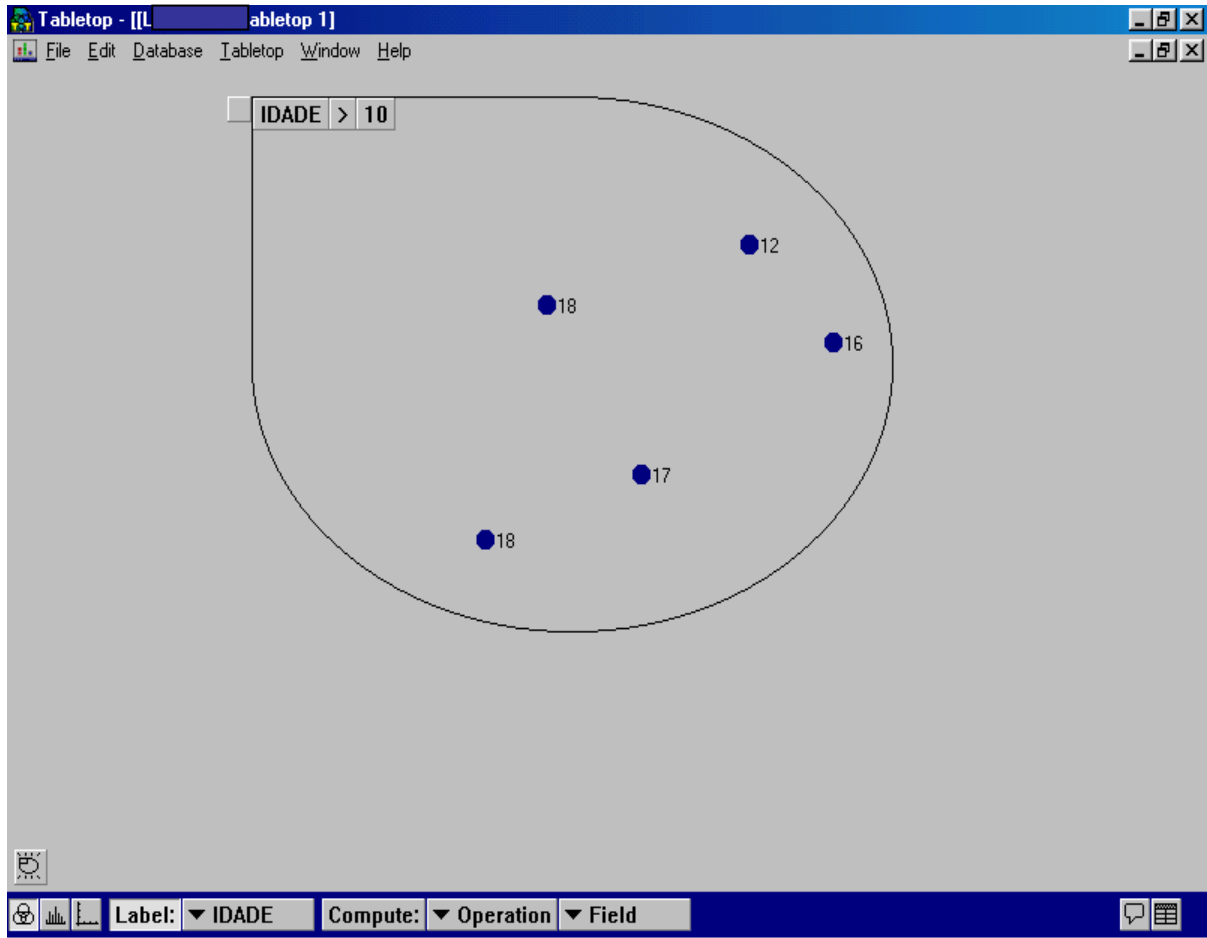 Tabletop - [[L abletop 1]
File Edit Database Tabletop Window Help
IDADE > 10
12
18
16
17
18
Label: IDADE Compute: Operation Field